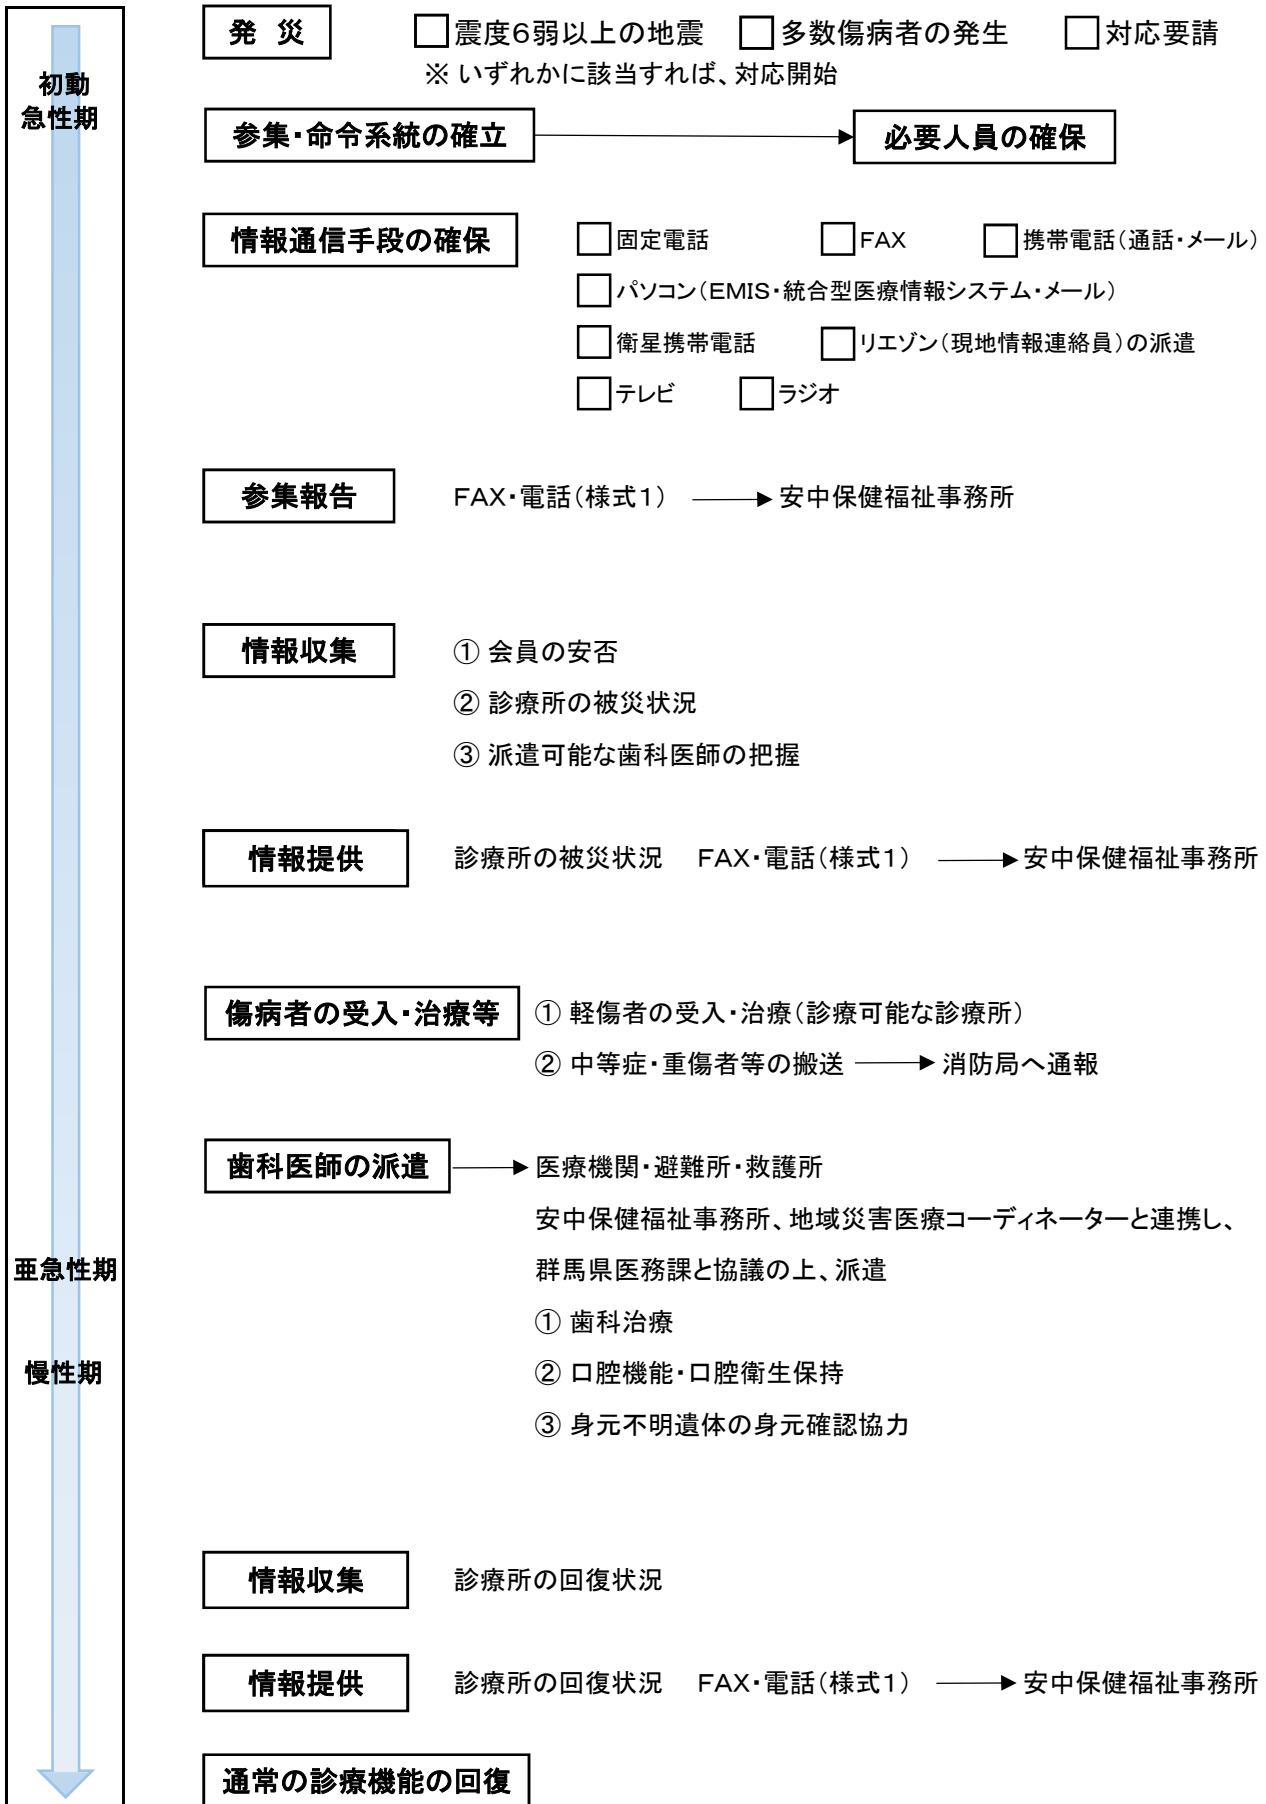 発 災 震度6弱以上の地震 多数傷病者の発生 対応要請
※ いずれかに該当すれば、対応開始
初動
急性期
参集・命令系統の確立 必要人員の確保
情報通信手段の確保 固定電話 FAX 携帯電話(通話・メール)
パソコン(EMIS・統合型医療情報システム・メール)
衛星携帯電話 リエゾン(現地情報連絡員)の派遣
テレビ ラジオ
参集報告 FAX・電話(様式1) 安中保健福祉事務所
情報収集 ① 会員の安否
② 診療所の被災状況
③ 派遣可能な歯科医師の把握
情報提供 診療所の被災状況 FAX・電話(様式1) 安中保健福祉事務所
傷病者の受入・治療等 ① 軽傷者の受入・治療(診療可能な診療所)
② 中等症・重傷者等の搬送 消防局へ通報
歯科医師の派遣 医療機関・避難所・救護所
安中保健福祉事務所、地域災害医療コーディネーターと連携し、
亜急性期 群馬県医務課と協議の上、派遣
① 歯科治療
慢性期 ② 口腔機能・口腔衛生保持
③ 身元不明遺体の身元確認協力
情報収集 診療所の回復状況
情報提供 診療所の回復状況 FAX・電話(様式1) 安中保健福祉事務所
通常の診療機能の回復